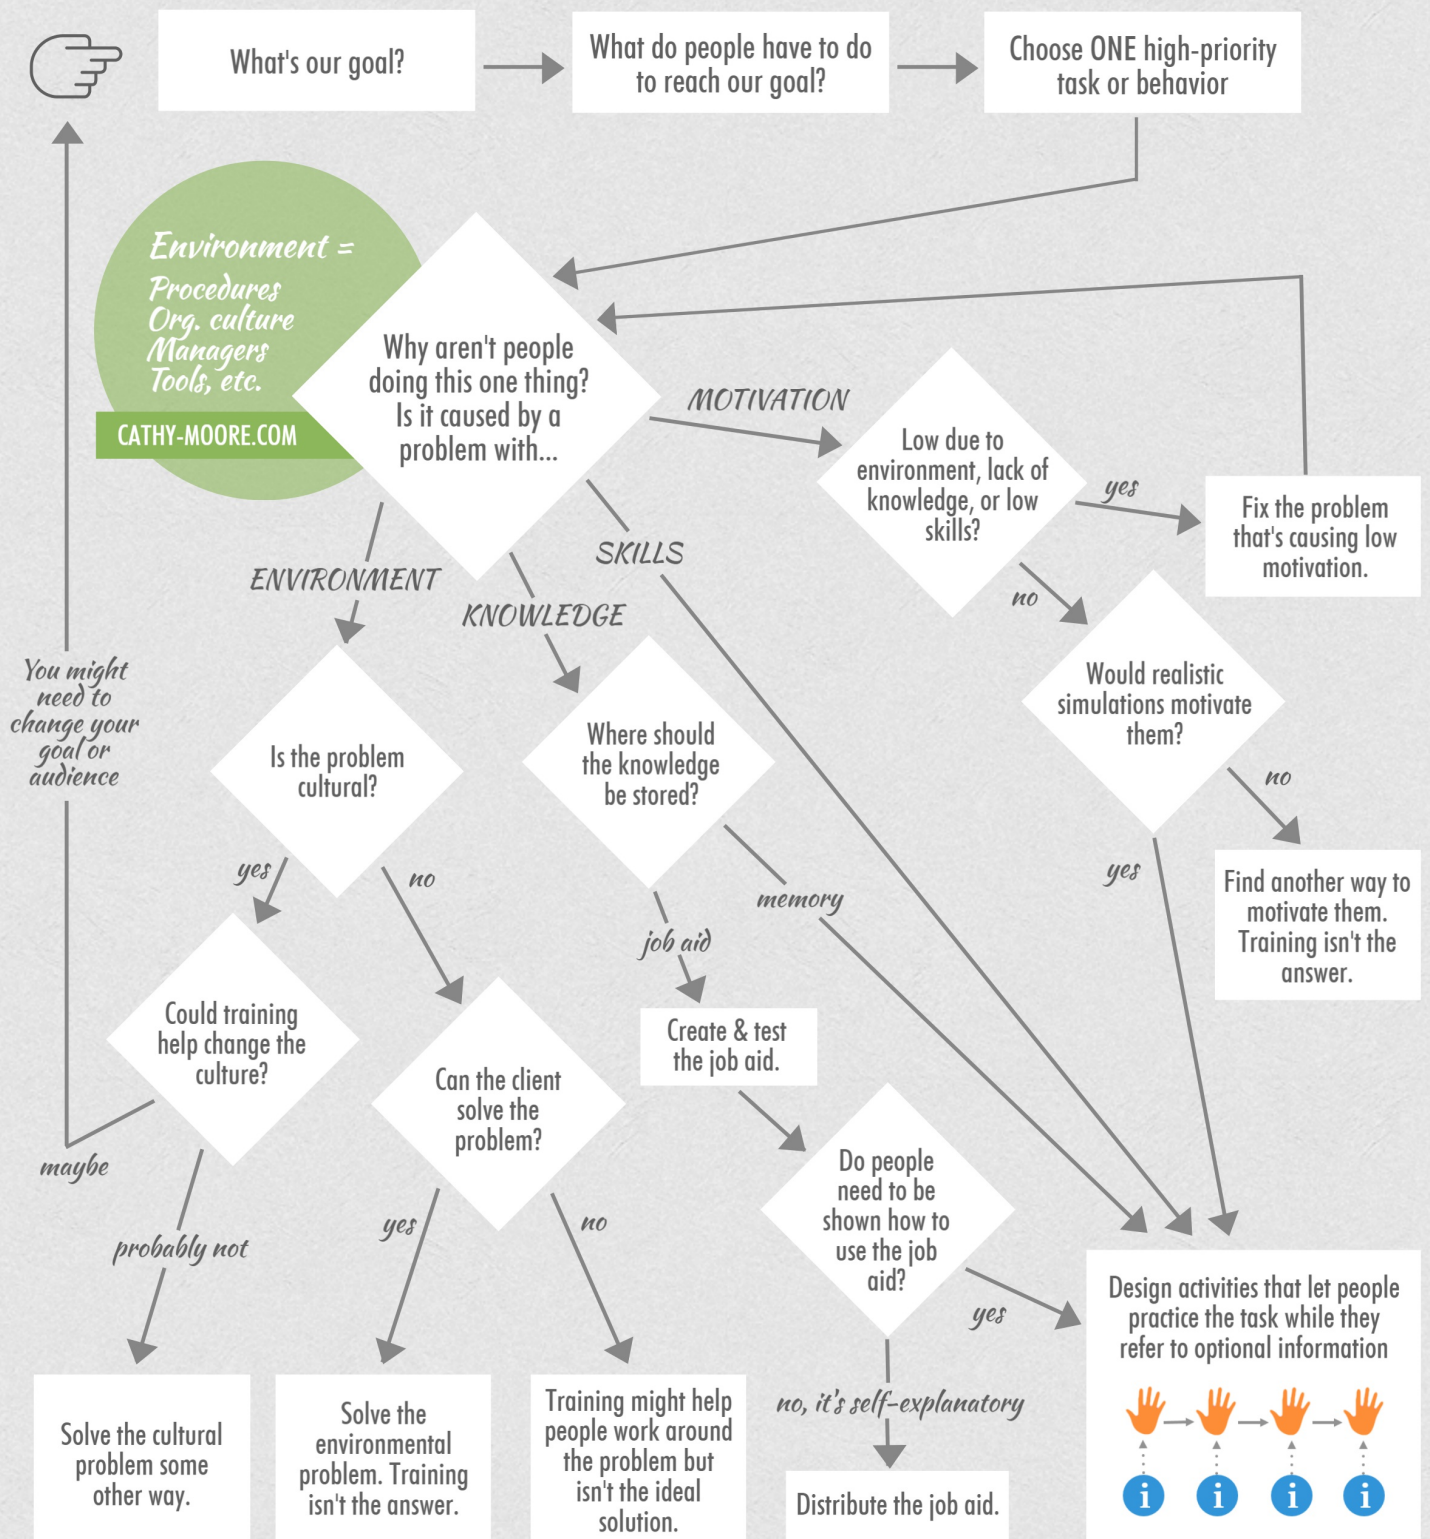 What's our goal?
What do people have to do
to reach our goal?
Choose ONE high-priority
task or behavior
Environment =
Procedures
Org. culture
Managers
Tools, etc.
CATHY-MOORE.COM
Why aren't people
doing this one thing?
Is it caused by a
problem with...
MOTIVATION
Low due to
environment, lack of
knowledge, or low
skills?
yes
Fix the problem
that's causing low
motivation.
no
Would realistic
simulations motivate
them?
no
Find another way to
motivate them.
Training isn't the
answer.
yes
SKILLS
ENVIRONMENT
KNOWLEDGE
You might
need to
change your
goal or
audience
Is the problem
cultural?
Where should
the knowledge
be stored?
yes
no
memory
job aid
Could training
help change the
culture?
Can the client
solve the
problem?
Create & test
the job aid.
Do people
need to be
shown how to
use the job
aid?
maybe
probably not
yes
no
yes
no, it's self-explanatory
Solve the cultural
problem some
other way.
Solve the
environmental
problem. Training
isn't the answer.
Training might help
people work around
the problem but
isn't the ideal
solution.
Distribute the job aid.
Design activities that let people
practice the task while they
refer to optional information
i i i i